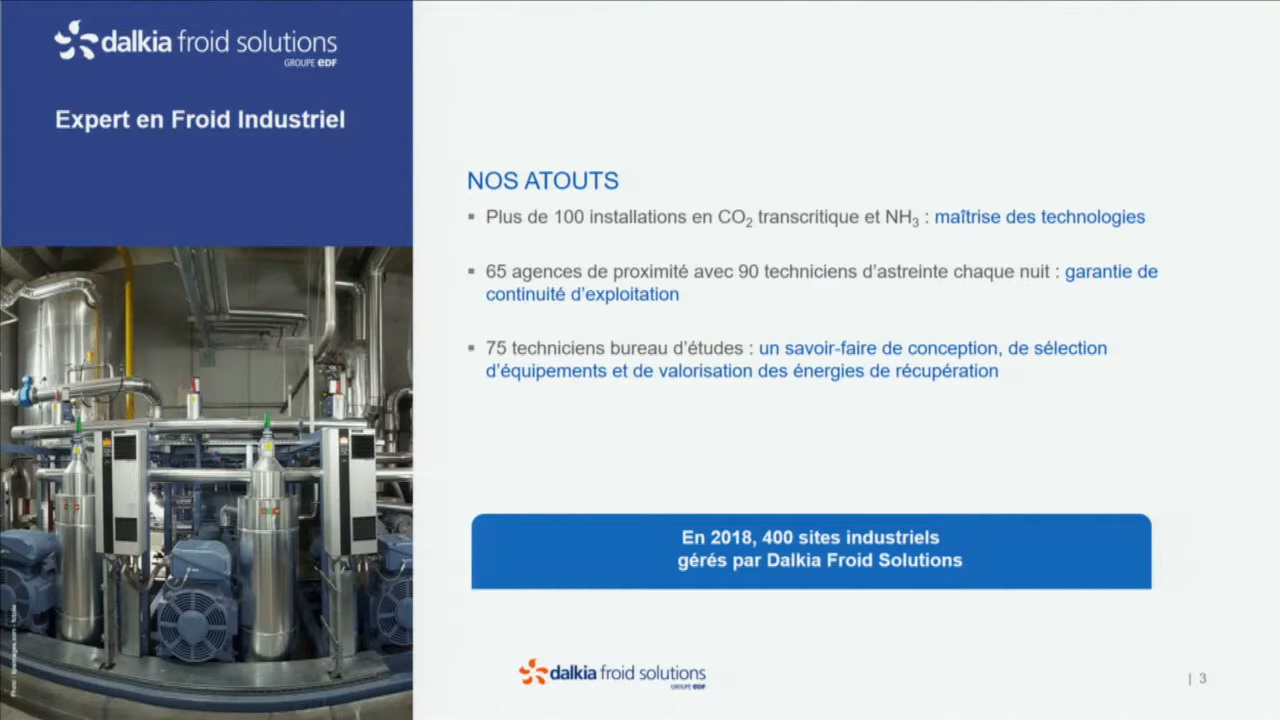 dalkia froid solutions
GROUPE EDF
Expert en Froid Industriel
NOS ATOUTS
▪ Plus de 100 installations en CO₂ transcritique et NH₃ : maîtrise des technologies
▪ 65 agences de proximité avec 90 techniciens d’astreinte chaque nuit : garantie de
continuité d’exploitation
▪ 75 techniciens bureau d’études : un savoir-faire de conception, de sélection
d’équipements et de valorisation des énergies de récupération
En 2018, 400 sites industriels
gérés par Dalkia Froid Solutions
dalkia froid solutions
GROUPE EDF
| 3